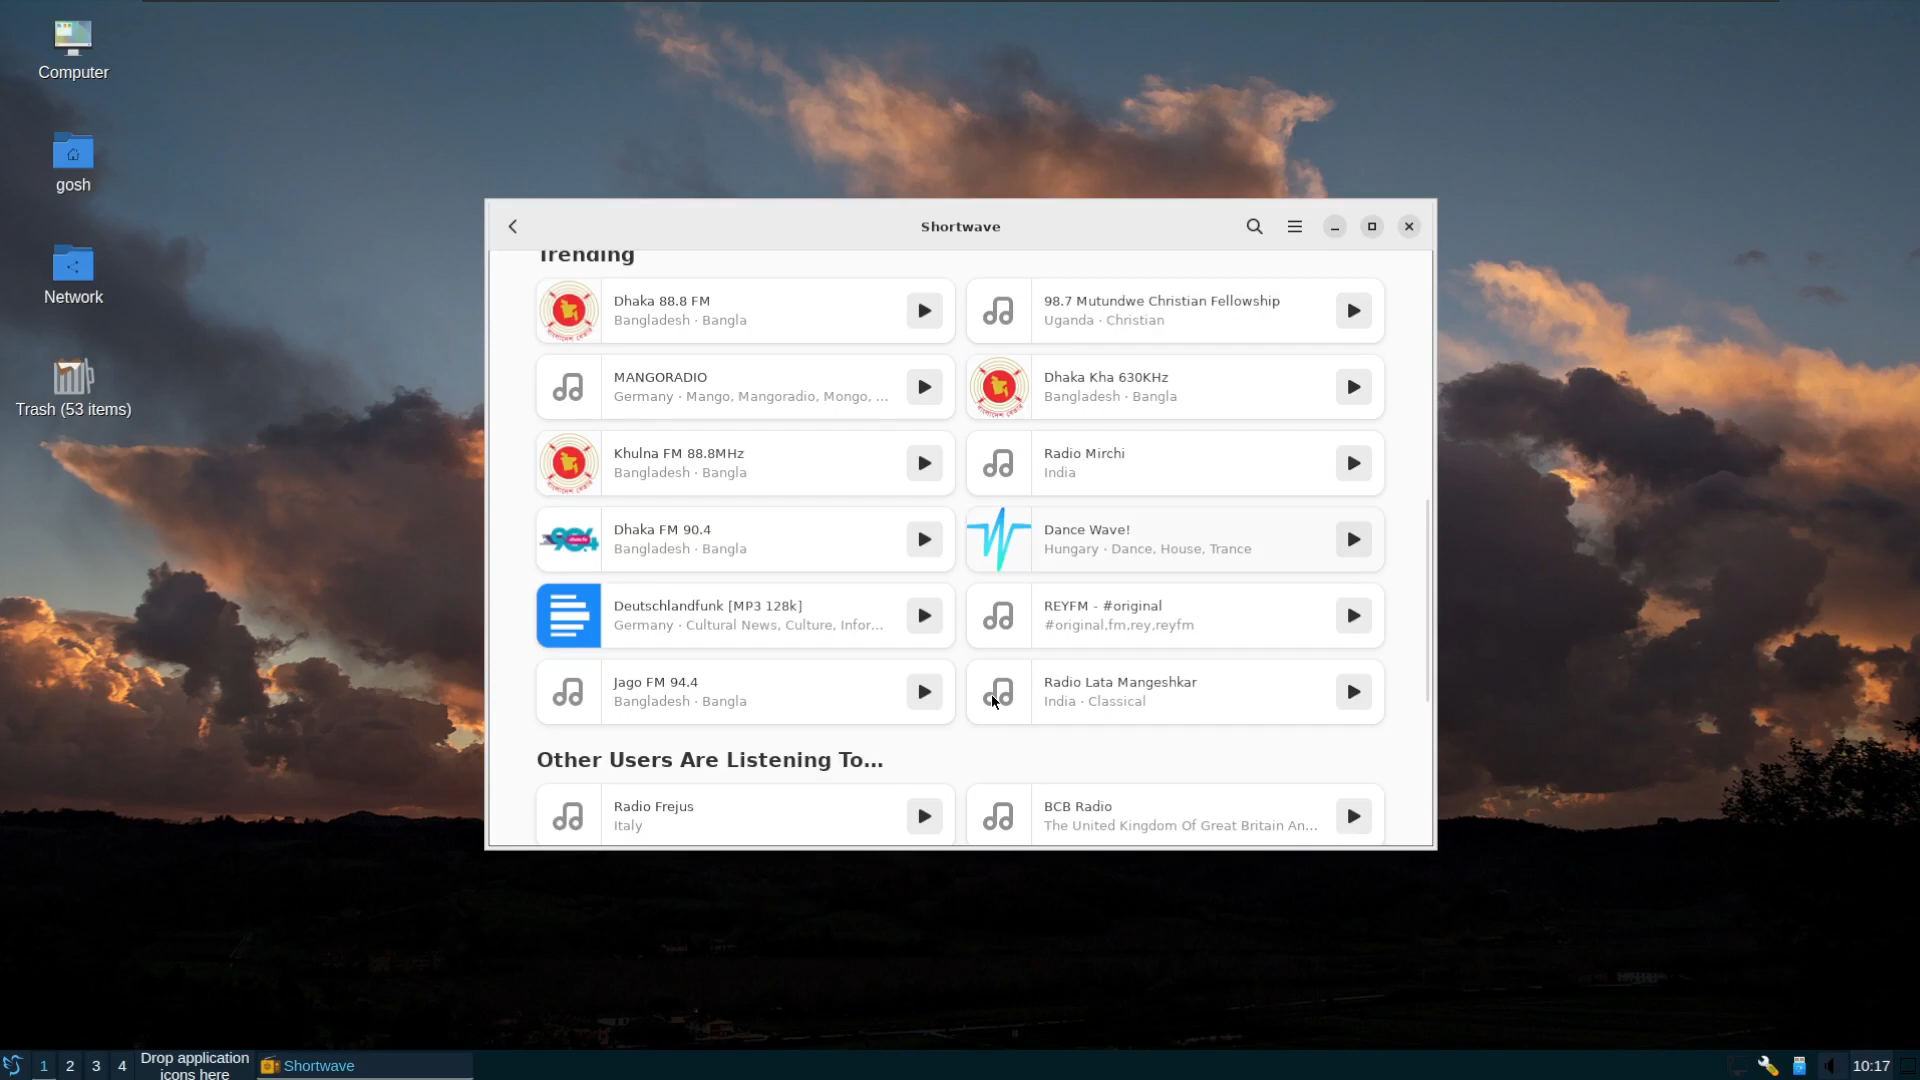 Computer
gosh
Network
Trash (53 items)
Shortwave
Trending
Dhaka 88.8 FM
Bangladesh · Bangla
98.7 Mutundwe Christian Fellowship
Uganda · Christian
MANGORADIO
Germany · Mango, Mangoradio, Mongo, ...
Dhaka Kha 630KHz
Bangladesh · Bangla
Khulna FM 88.8MHz
Bangladesh · Bangla
Radio Mirchi
India
Dhaka FM 90.4
Bangladesh · Bangla
Dance Wave!
Hungary · Dance, House, Trance
Deutschlandfunk [MP3 128k]
Germany · Cultural News, Culture, Infor...
REYFM - #original
#original,fm,rey,reyfm
Jago FM 94.4
Bangladesh · Bangla
Radio Lata Mangeshkar
India · Classical
Other Users Are Listening To...
Radio Frejus
Italy
BCB Radio
The United Kingdom Of Great Britain An...
1 2 3 4
Drop application
icons here
Shortwave
10:17